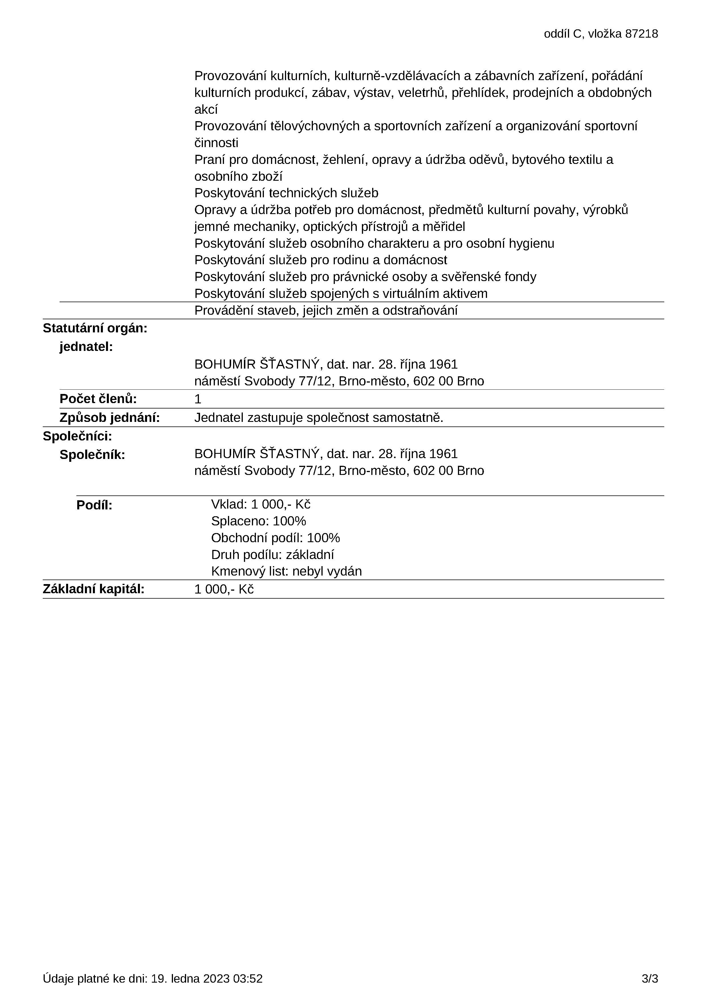 oddíl C, vložka 87218
Provozování kulturních, kulturně-vzdělávacích a zábavních zařízení, pořádání
kulturních produkcí, zábav, výstav, veletrhů, přehlídek, prodejních a obdobných
akcí
Provozování tělovýchovných a sportovních zařízení a organizování sportovní
činnosti
Praní pro domácnost, žehlení, opravy a údržba oděvů, bytového textilu a
osobního zboží
Poskytování technických služeb
Opravy a údržba potřeb pro domácnost, předmětů kulturní povahy, výrobků
jemné mechaniky, optických přístrojů a měřidel
Poskytování služeb osobního charakteru a pro osobní hygienu
Poskytování služeb pro rodinu a domácnost
Poskytování služeb pro právnické osoby a svěřenské fondy
Poskytování služeb spojených s virtuálním aktivem
Provádění staveb, jejich změn a odstraňování
Statutární orgán:
jednatel:
BOHUMÍR ŠŤASTNÝ, dat. nar. 28. října 1961
náměstí Svobody 77/12, Brno-město, 602 00 Brno
Počet členů: 1
Způsob jednání: Jednatel zastupuje společnost samostatně.
Společníci:
Společník: BOHUMÍR ŠŤASTNÝ, dat. nar. 28. října 1961
náměstí Svobody 77/12, Brno-město, 602 00 Brno
Podíl: Vklad: 1 000,- Kč
Splaceno: 100%
Obchodní podíl: 100%
Druh podílu: základní
Kmenový list: nebyl vydán
Základní kapitál: 1 000,- Kč
Údaje platné ke dni: 19. ledna 2023 03:52 3/3